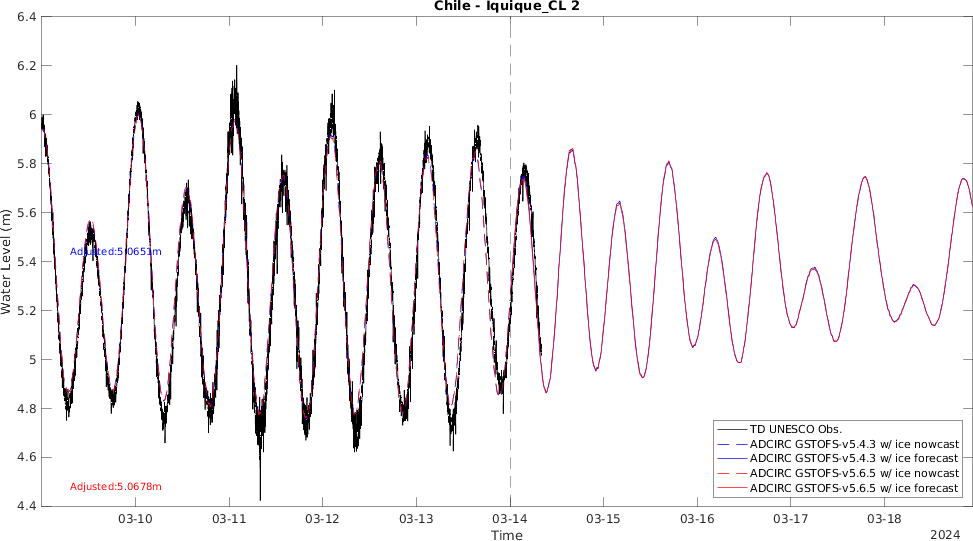 Chile - Iquique_CL 2
6.4
6.2
6
5.8
5.6
5.4
5.2
5
4.8
4.6
4.4
Water Level (m)
Adjusted:5.0651m
Adjusted:5.0678m
TD UNESCO Obs.
ADCIRC GSTOFS-v5.4.3 w/ ice nowcast
ADCIRC GSTOFS-v5.4.3 w/ ice forecast
ADCIRC GSTOFS-v5.6.5 w/ ice nowcast
ADCIRC GSTOFS-v5.6.5 w/ ice forecast
03-10 03-11 03-12 03-13 03-14 03-15 03-16 03-17 03-18
Time
2024